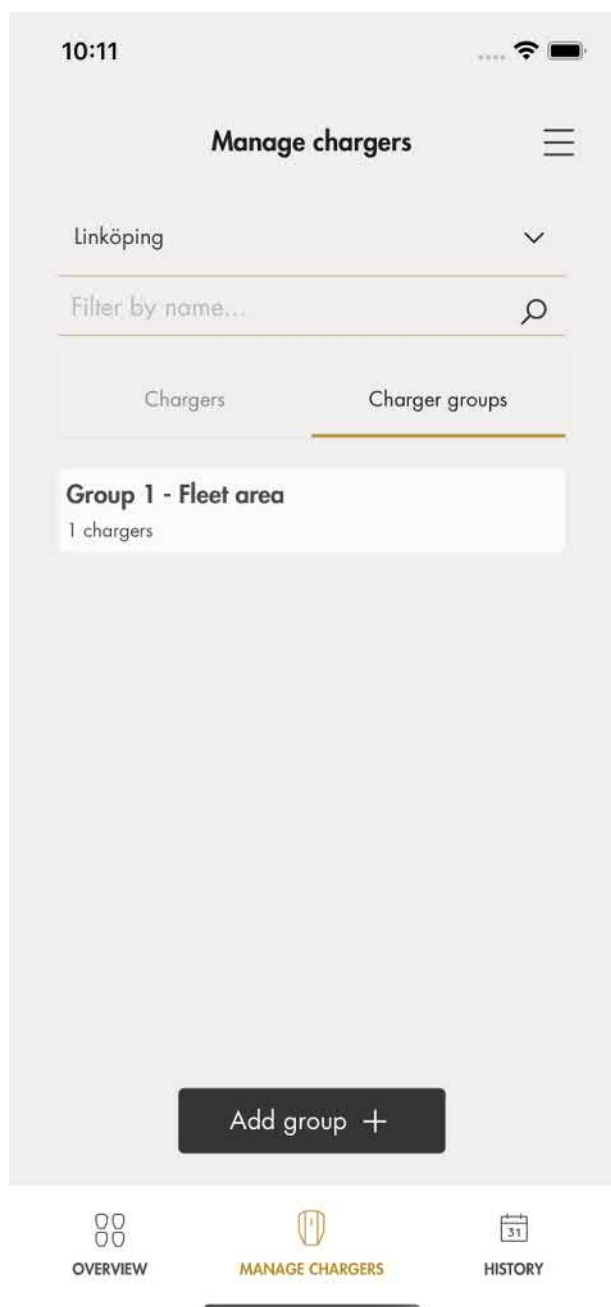 10:11
Manage chargers
Linköping
Filter by name...
Chargers Charger groups
Group 1 - Fleet area
1 chargers
Add group +
31
OVERVIEW MANAGE CHARGERS HISTORY